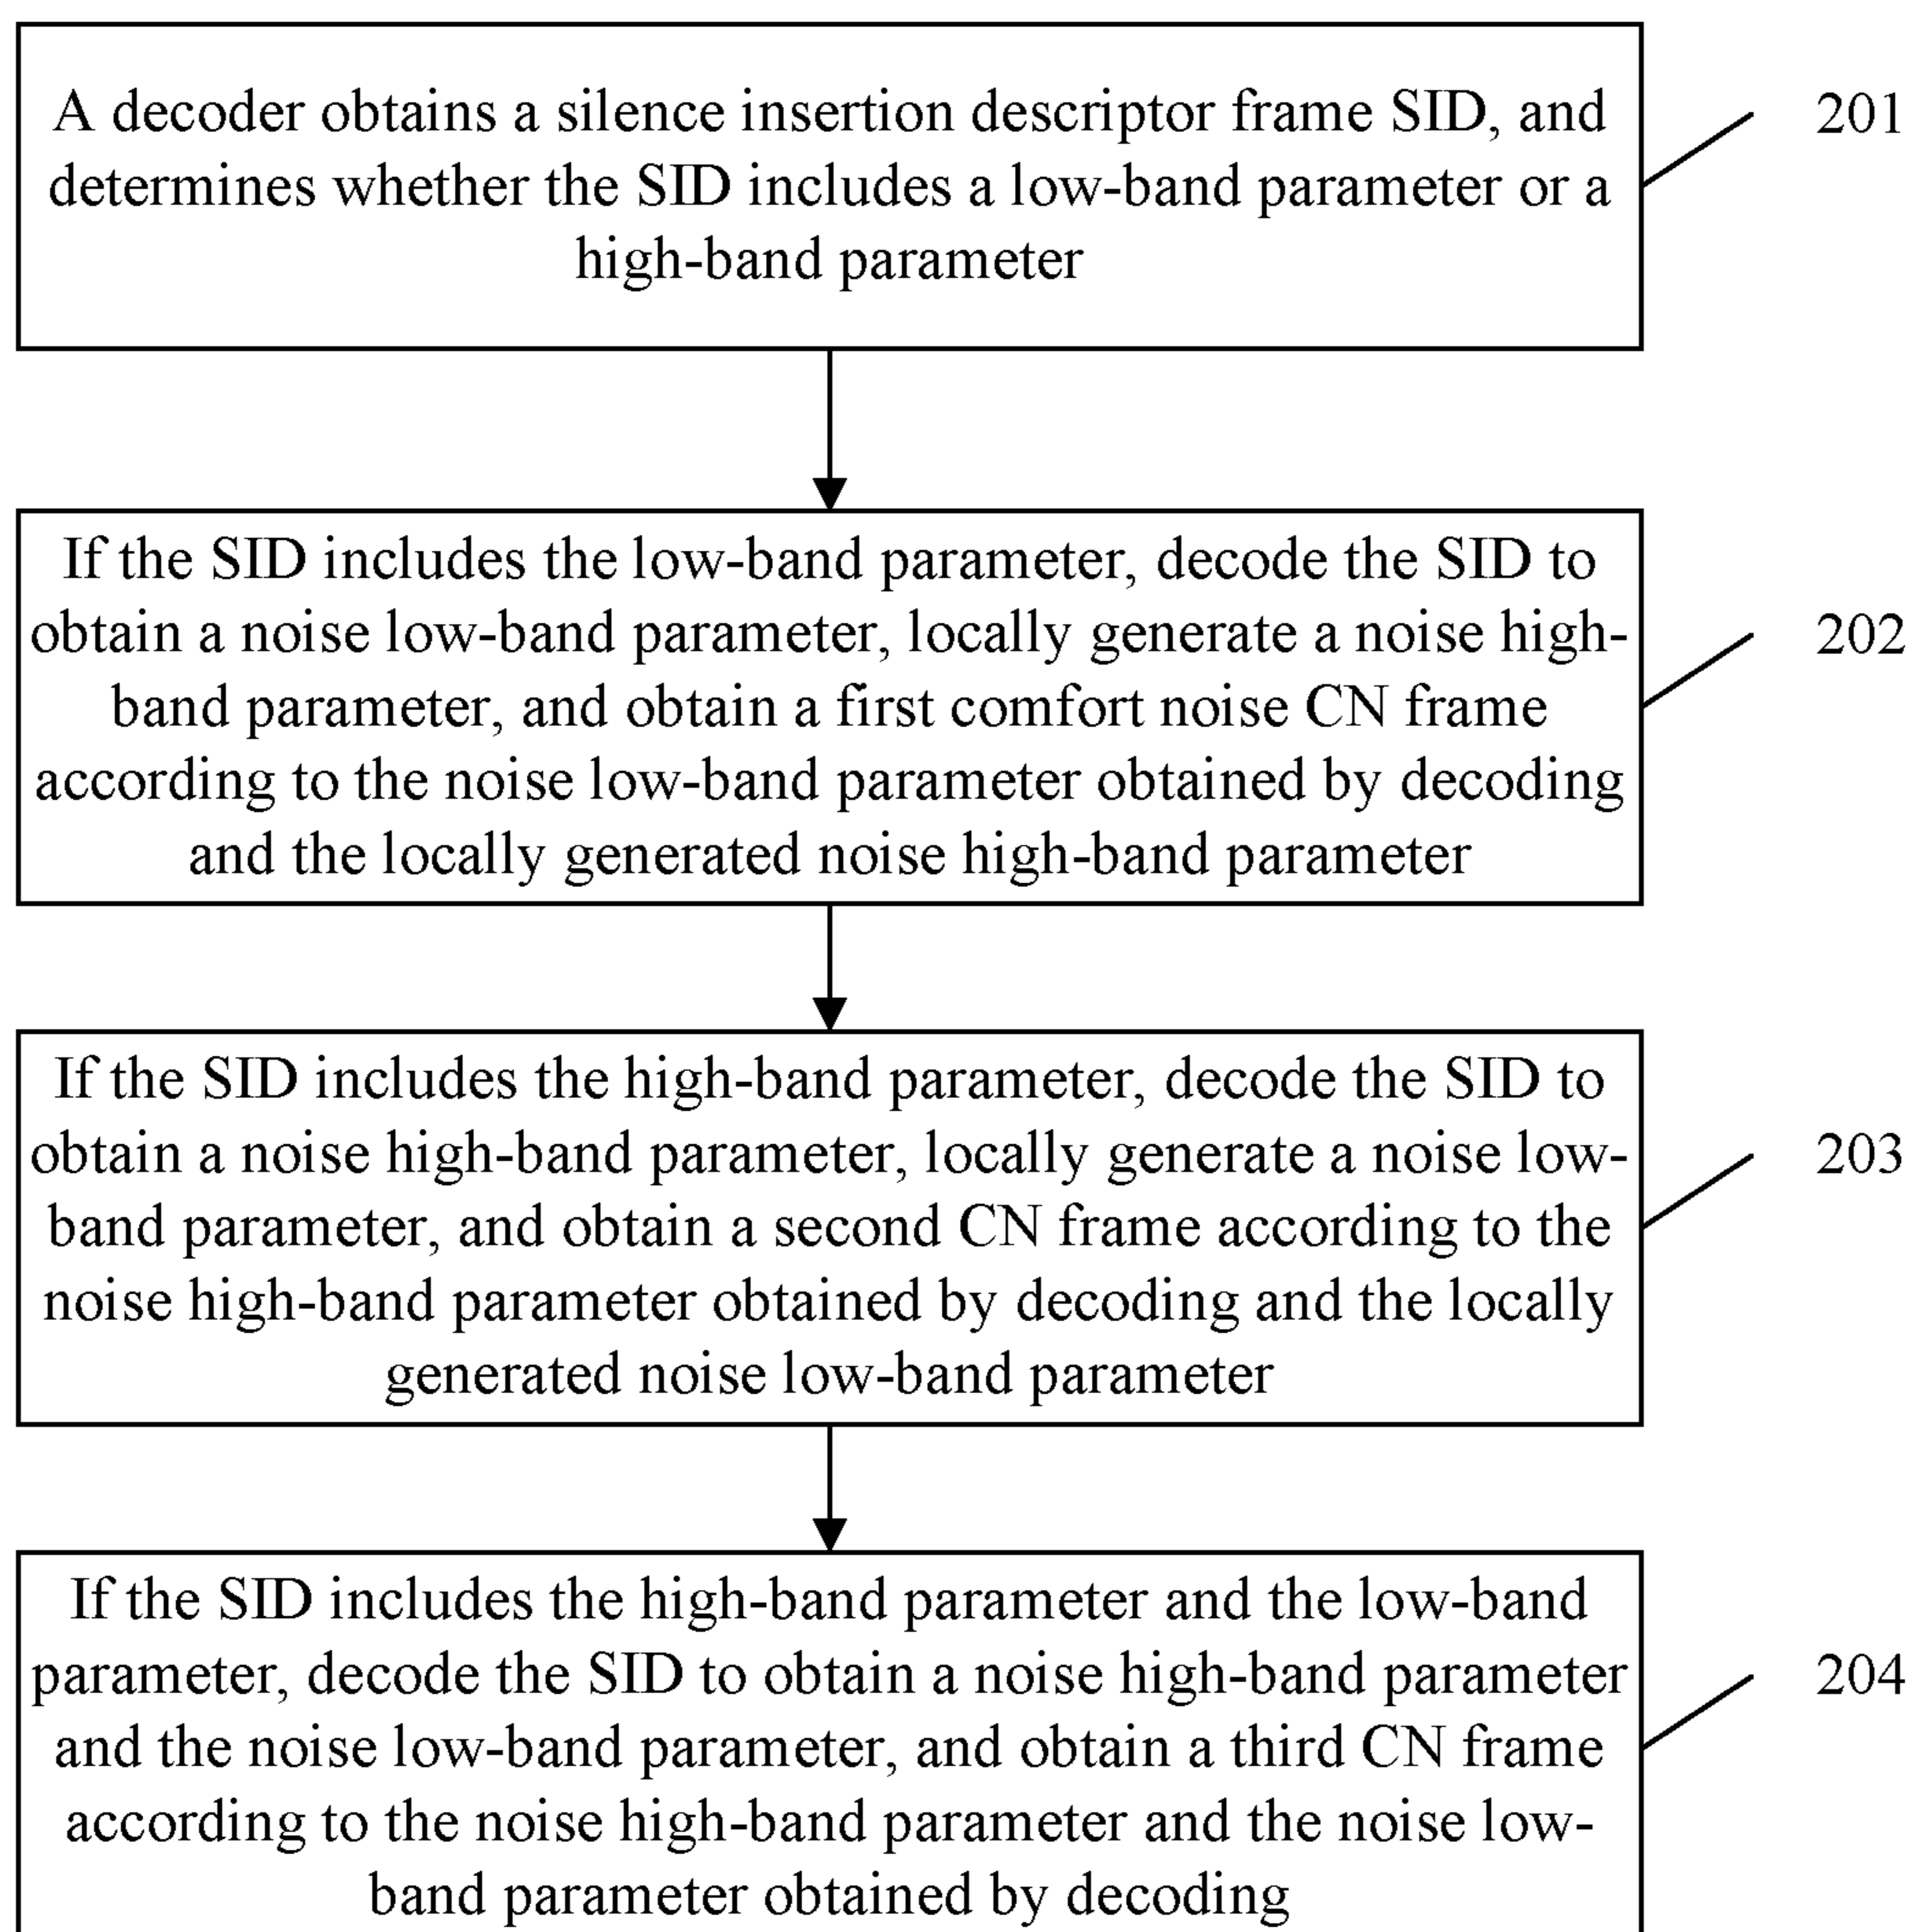 A decoder obtains a silence insertion descriptor frame SID, and
determines whether the SID includes a low-band parameter or a
high-band parameter
201
If the SID includes the low-band parameter, decode the SID to
obtain a noise low-band parameter, locally generate a noise high-
band parameter, and obtain a first comfort noise CN frame
according to the noise low-band parameter obtained by decoding
and the locally generated noise high-band parameter
202
If the SID includes the high-band parameter, decode the SID to
obtain a noise high-band parameter, locally generate a noise low-
band parameter, and obtain a second CN frame according to the
noise high-band parameter obtained by decoding and the locally
generated noise low-band parameter
203
If the SID includes the high-band parameter and the low-band
parameter, decode the SID to obtain a noise high-band parameter
and the noise low-band parameter, and obtain a third CN frame
according to the noise high-band parameter and the noise low-
band parameter obtained by decoding
204